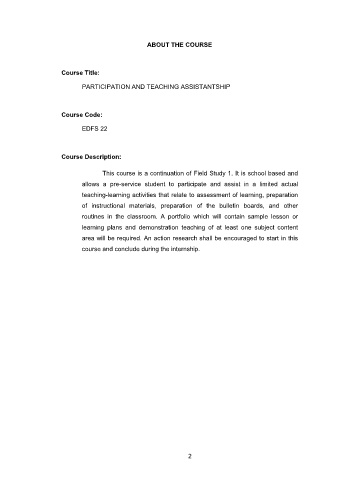 ABOUT THE COURSE
Course Title:
PARTICIPATION AND TEACHING ASSISTANTSHIP
Course Code:
EDFS 22
Course Description:
This course is a continuation of Field Study 1. It is school based and
allows a pre-service student to participate and assist in a limited actual
teaching-learning activities that relate to assessment of learning, preparation
of instructional materials, preparation of the bulletin boards, and other
routines in the classroom. A portfolio which will contain sample lesson or
learning plans and demonstration teaching of at least one subject content
area will be required. An action research shall be encouraged to start in this
course and conclude during the internship.
2